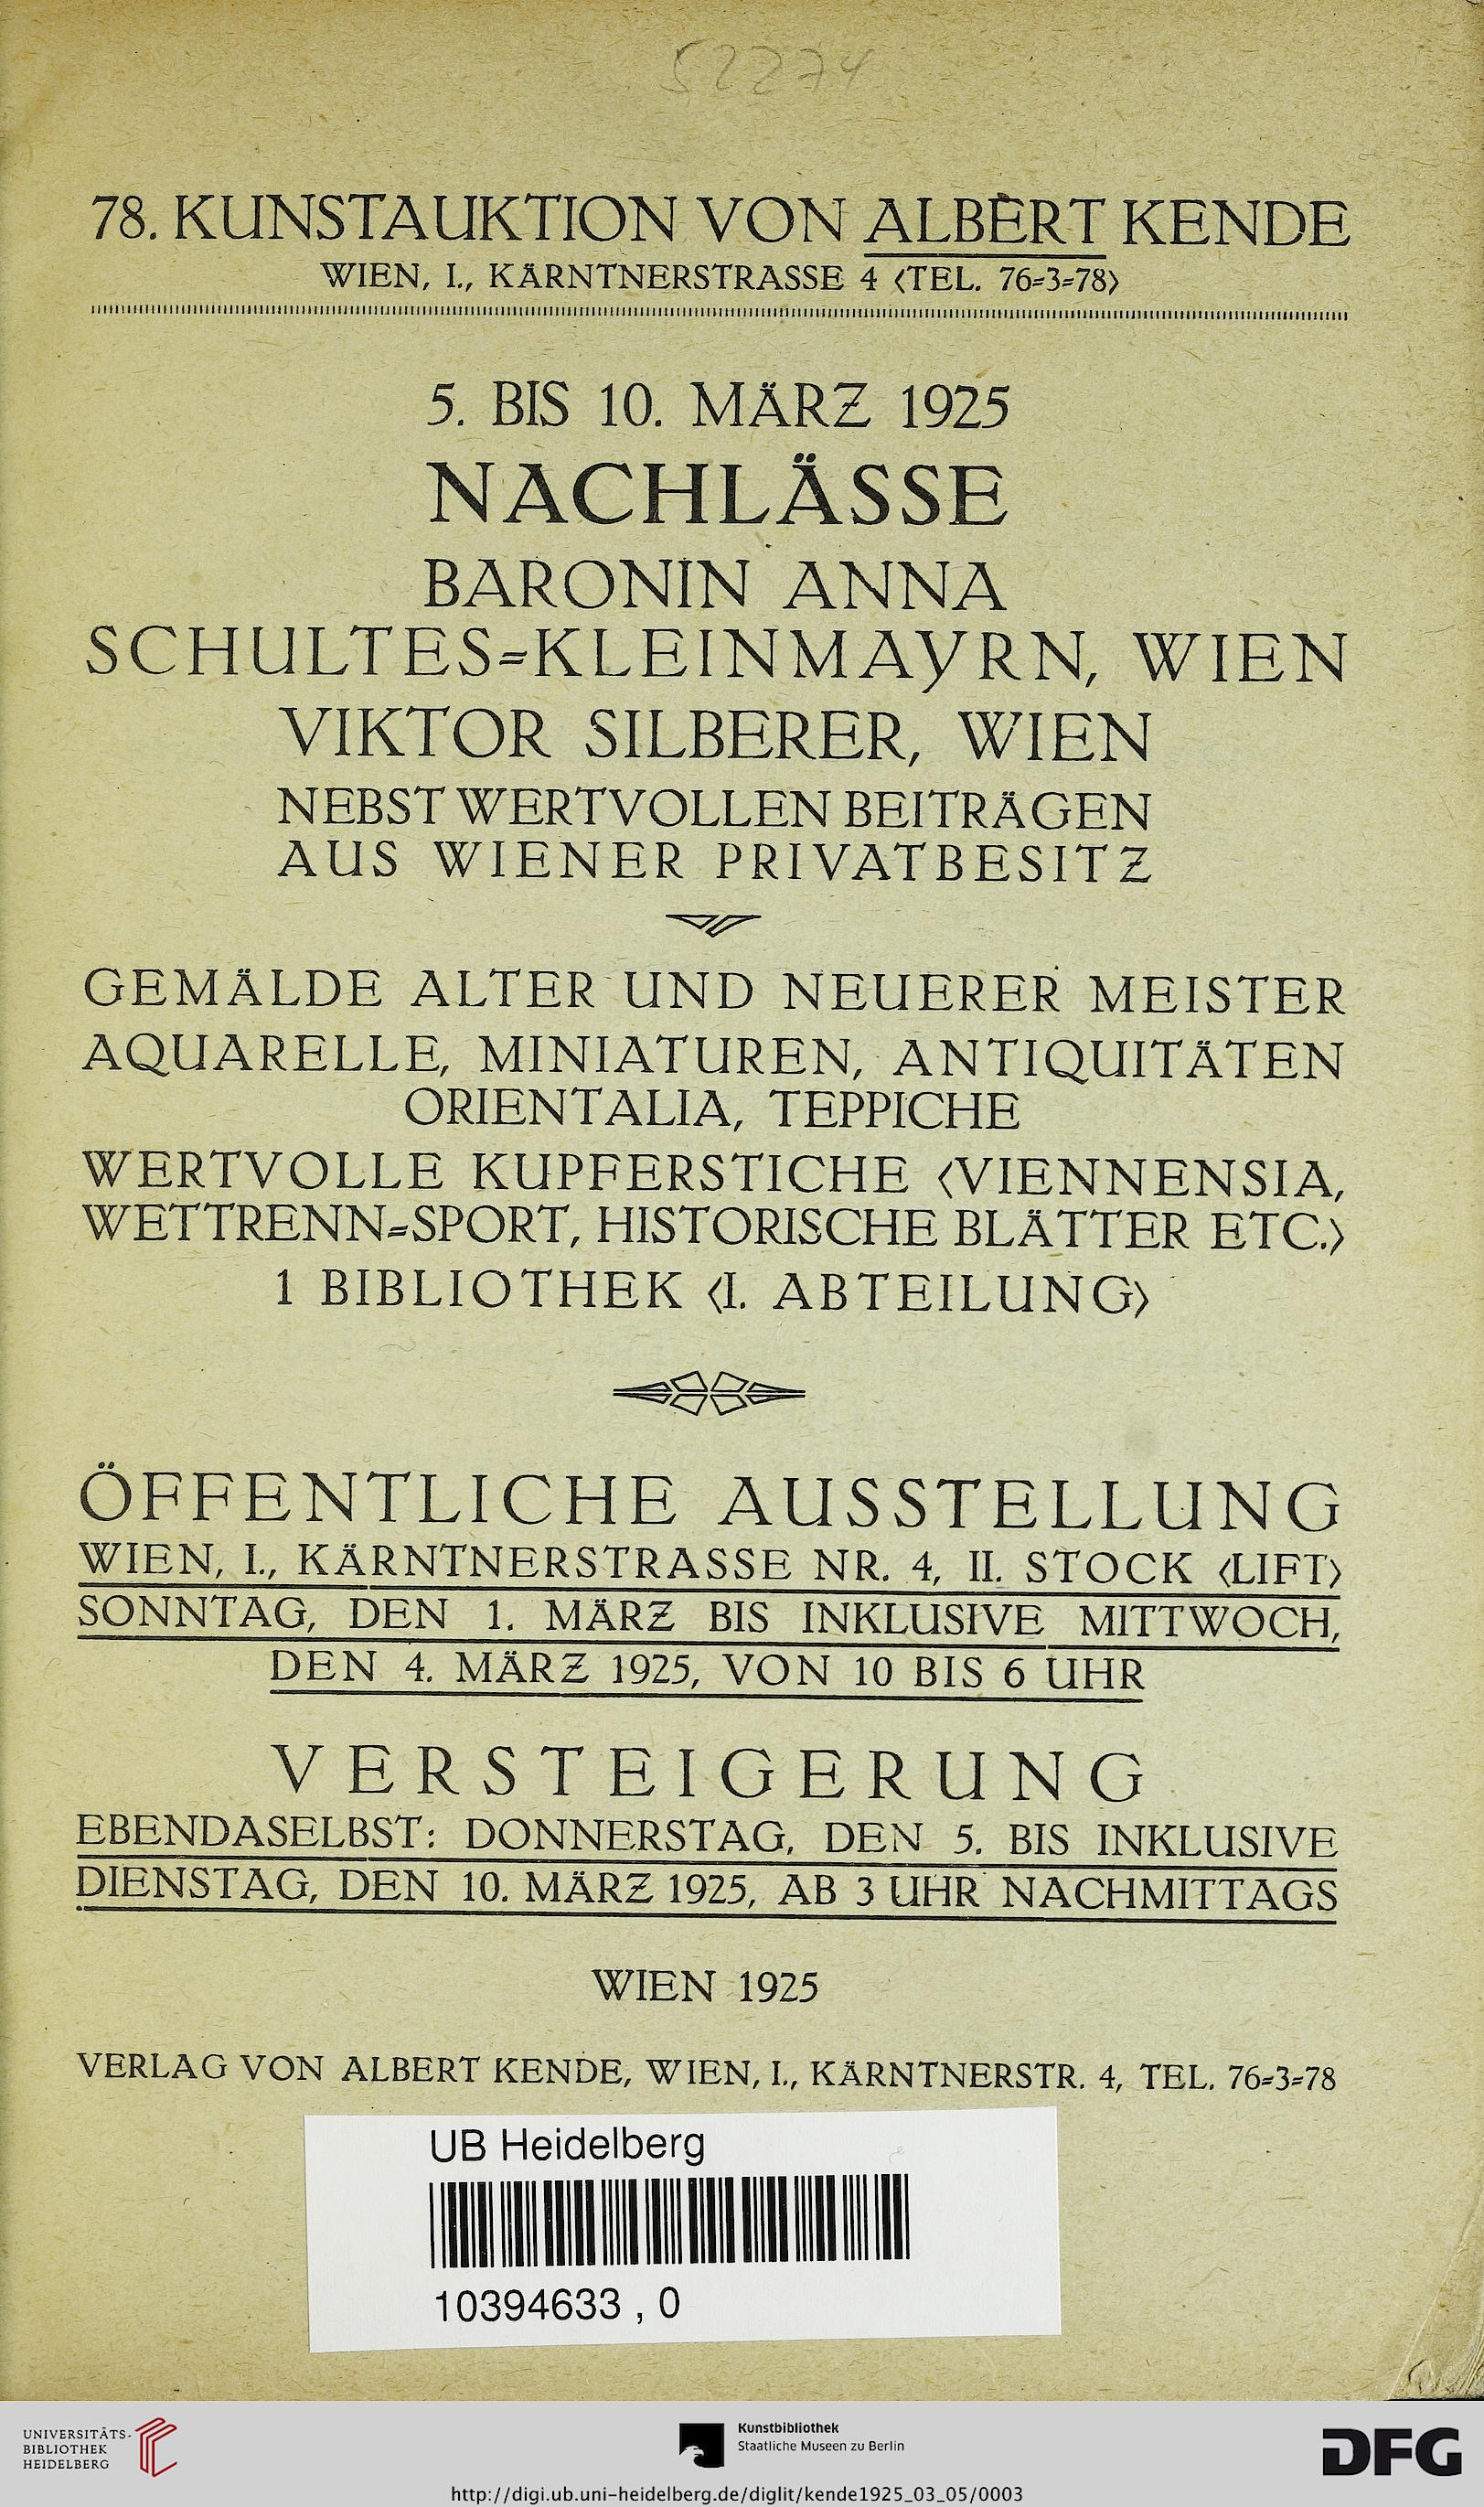 52274
78. KUNSTAUKTION VON ALBERT KENDE
WIEN, I., KÄRNTNERSTRASSE 4 ⟨TEL. 76=3=78⟩
5. BIS 10. MÄRZ 1925
NACHLÄSSE
BARONIN ANNA
SCHULTES=KLEINMAYRN, WIEN
VIKTOR SILBERER, WIEN
NEBST WERTVOLLEN BEITRÄGEN
AUS WIENER PRIVATBESITZ
GEMÄLDE ALTER UND NEUERER MEISTER
AQUARELLE, MINIATUREN, ANTIQUITÄTEN
ORIENTALIA, TEPPICHE
WERTVOLLE KUPFERSTICHE ⟨VIENNENSIA,
WETTRENN=SPORT, HISTORISCHE BLÄTTER ETC.⟩
1 BIBLIOTHEK ⟨I. ABTEILUNG⟩
ÖFFENTLICHE AUSSTELLUNG
WIEN, I., KÄRNTNERSTRASSE NR. 4, II. STOCK ⟨LIFT⟩
SONNTAG, DEN 1. MÄRZ BIS INKLUSIVE MITTWOCH,
DEN 4. MÄRZ 1925, VON 10 BIS 6 UHR
VERSTEIGERUNG
EBENDASELBST: DONNERSTAG, DEN 5. BIS INKLUSIVE
DIENSTAG, DEN 10. MÄRZ 1925, AB 3 UHR NACHMITTAGS
WIEN 1925
VERLAG VON ALBERT KENDE, WIEN, I., KÄRNTNERSTR. 4, TEL. 76=3=78
UB Heidelberg
10394633 , 0
UNIVERSITÄTS-
BIBLIOTHEK
HEIDELBERG
Kunstbibliothek
Staatliche Museen zu Berlin
DFG
http://digi.ub.uni-heidelberg.de/diglit/kende1925_03_05/0003